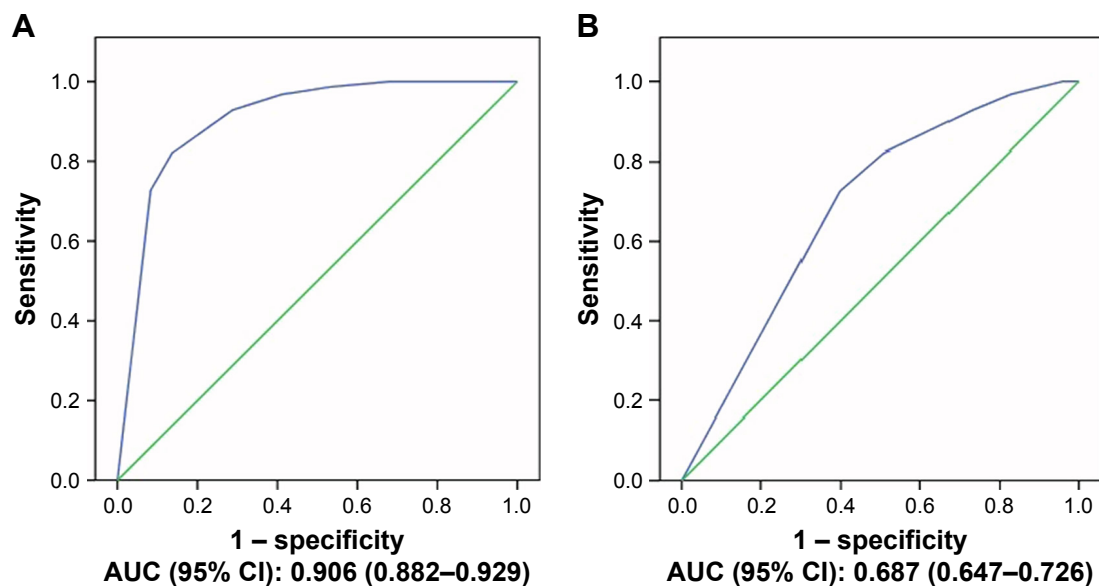 A
1.0
0.8
0.6
0.4
0.2
0.0
Sensitivity
0.0 0.2 0.4 0.6 0.8 1.0
1 – specificity
AUC (95% CI): 0.906 (0.882–0.929)
B
1.0
0.8
0.6
0.4
0.2
0.0
Sensitivity
0.0 0.2 0.4 0.6 0.8 1.0
1 – specificity
AUC (95% CI): 0.687 (0.647–0.726)